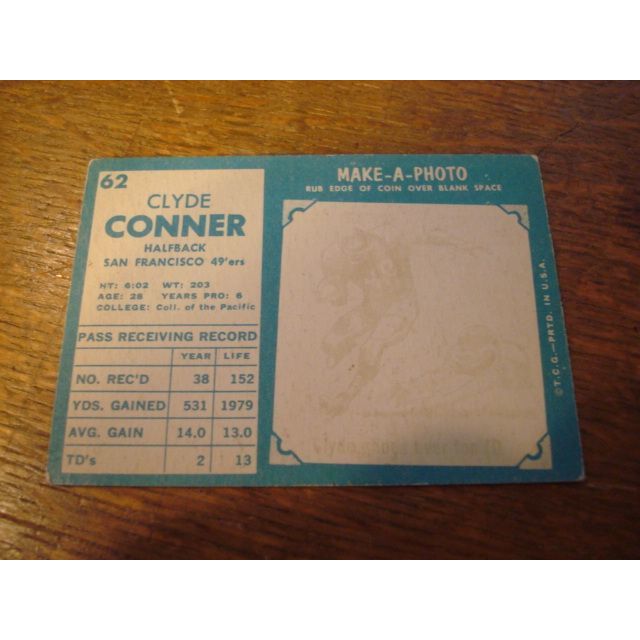 62
CLYDE
CONNER
HALFBACK
SAN FRANCISCO 49'ers
HT: 6:02 WT: 203
AGE: 28 YEARS PRO: 6
COLLEGE: Coll. of the Pacific
PASS RECEIVING RECORD
YEAR LIFE
NO. REC'D 38 152
YDS. GAINED 531 1979
AVG. GAIN 14.0 13.0
TD's 2 13
MAKE-A-PHOTO
RUB EDGE OF COIN OVER BLANK SPACE
©T.C.G.—PRTD. IN U.S.A.